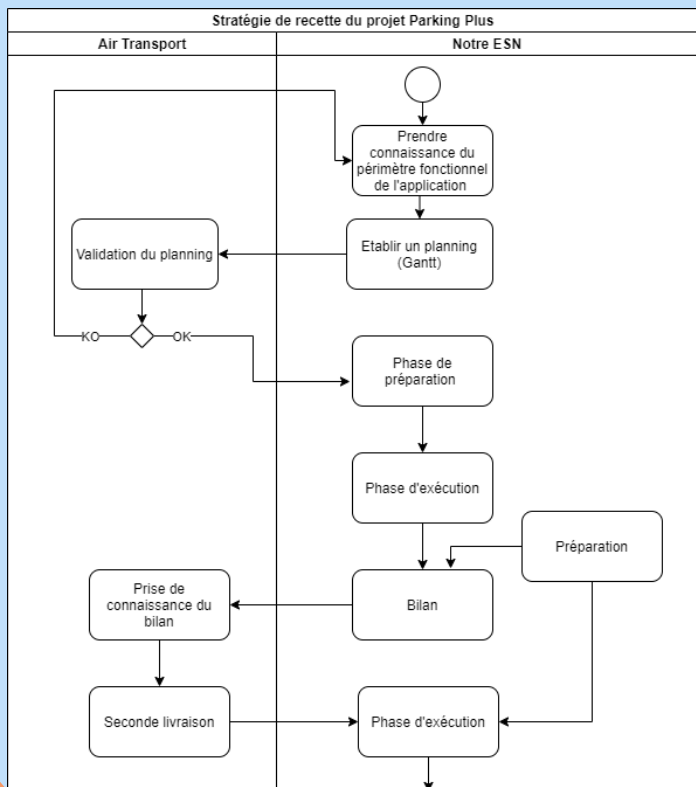 Stratégie de recette du projet Parking Plus
Air Transport
Notre ESN
Prendre
connaissance du
périmètre fonctionnel
de l'application
Etablir un planning
(Gantt)
Validation du planning
KO
OK
Phase de
préparation
Phase d'exécution
Préparation
Bilan
Prise de
connaissance du
bilan
Seconde livraison
Phase d'exécution